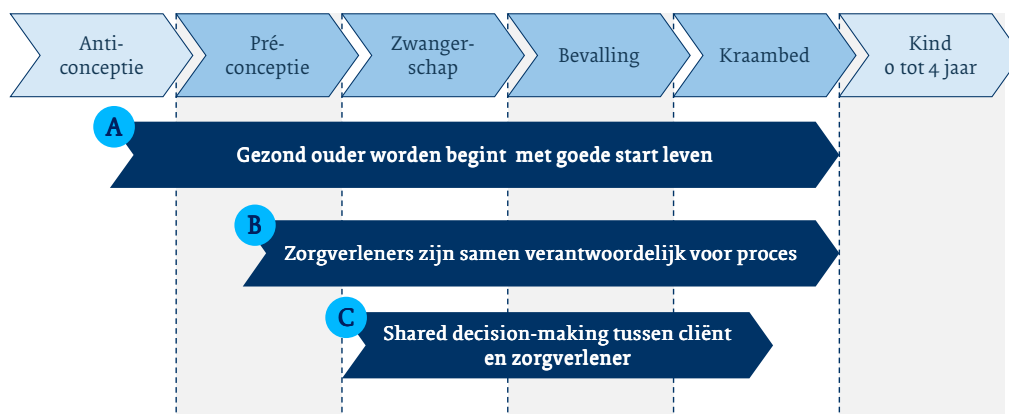 Anti-
conceptie
Pré-
conceptie
Zwanger-
schap
Bevalling
Kraambed
Kind
0 tot 4 jaar
A
Gezond ouder worden begint  met goede start leven
B
Zorgverleners zijn samen verantwoordelijk voor proces
C
Shared decision-making tussen cliënt
en zorgverlener